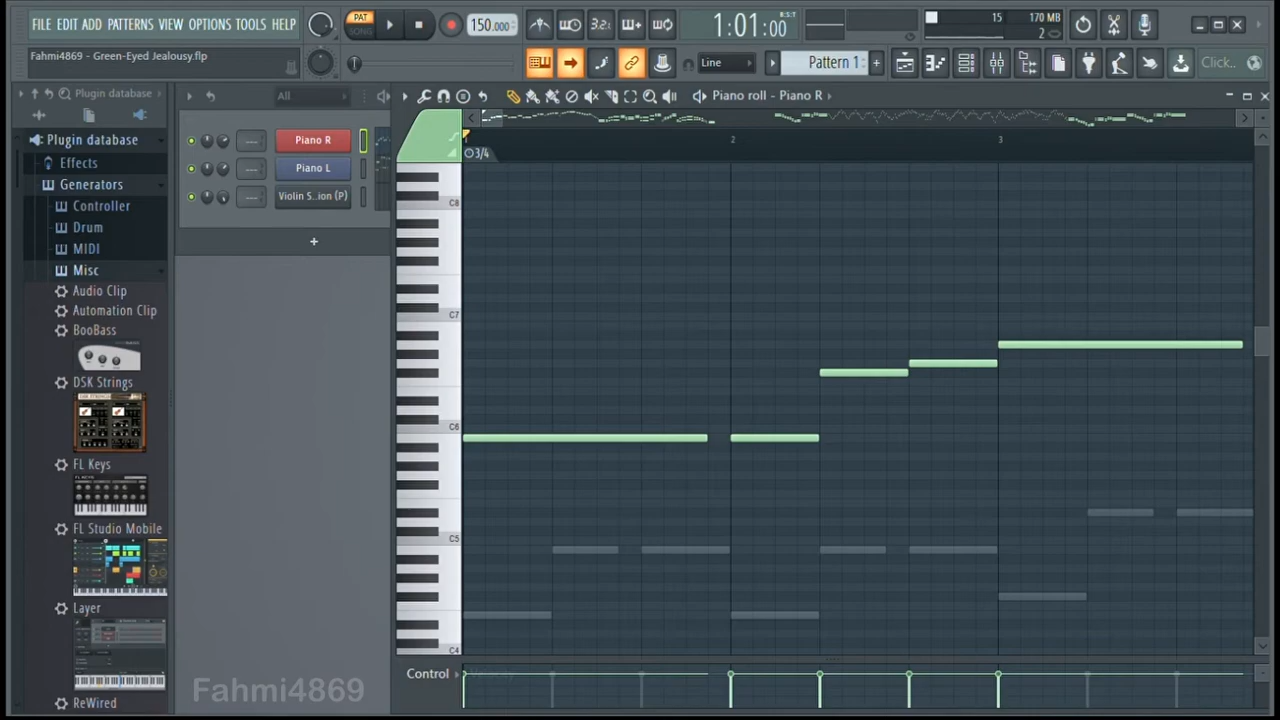 FILE EDIT ADD PATTERNS VIEW OPTIONS TOOLS HELP
PAT
SONG
150.000
3.2
1:01:00
B:S:T
15
170 MB
2
Fahmi4869 - Green-Eyed Jealousy.flp
Line
Pattern 1
Click..
Plugin database
All
Piano roll - Piano R
Plugin database
Effects
Generators
Controller
Drum
MIDI
Misc
Audio Clip
Automation Clip
BooBass
DSK Strings
FL Keys
FL Studio Mobile
Layer
ReWired
Piano R
Piano L
Violin S..ion (P)
+
1
2
3
3/4
C8
C7
C6
C5
C4
Control
Fahmi4869